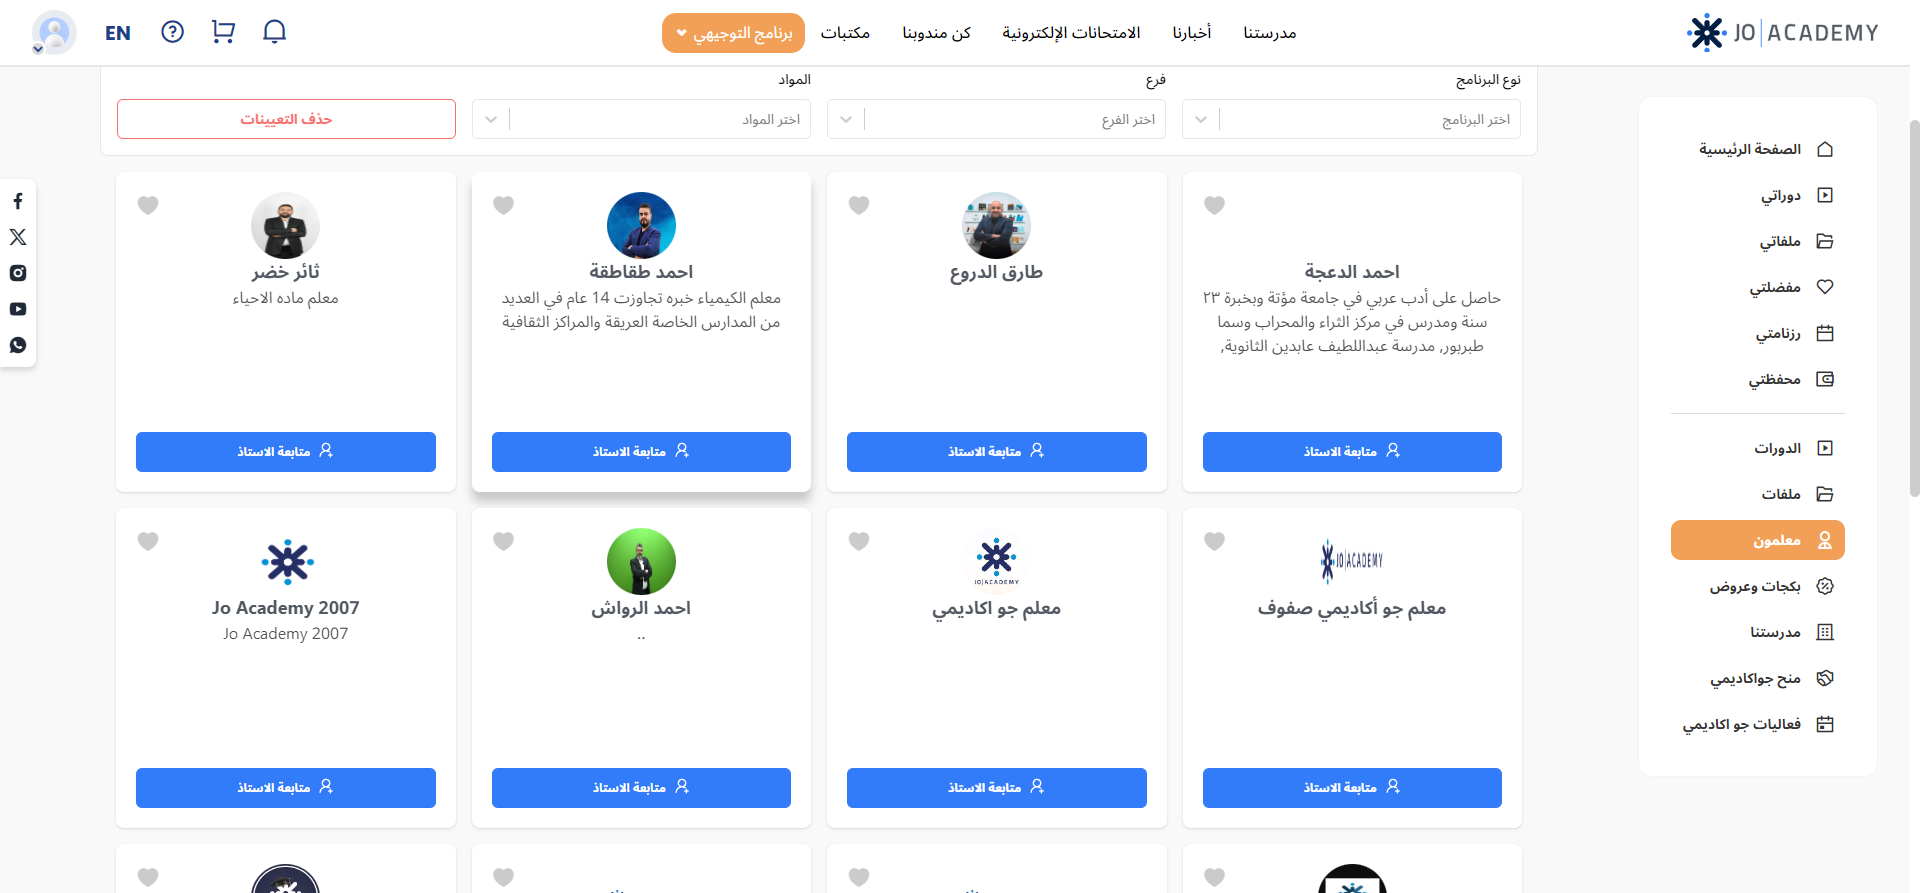 JO ACADEMY
مدرستنا
أخبارنا
الامتحانات الإلكترونية
كن مندوبنا
مكتبات
برنامج التوجيهي
EN
الصفحة الرئيسية
دوراتي
ملفاتي
مفضلتي
رزنامتي
محفظتي
الدورات
ملفات
معلمون
بكجات وعروض
مدرستنا
منح جواكاديمي
فعاليات جو اكاديمي
نوع البرنامج
اختر البرنامج
فرع
اختر الفرع
المواد
اختر المواد
حذف التعيينات
احمد الدعجة
حاصل على أدب عربي في جامعة مؤتة وبخبرة ٢٣
سنة ومدرس في مركز الثراء والمحراب وسما
طبربور, مدرسة عبداللطيف عابدين الثانوية,
متابعة الاستاذ
طارق الدروع
متابعة الاستاذ
احمد طقاطقة
معلم الكيمياء خبره تجاوزت 14 عام في العديد
من المدارس الخاصة العريقة والمراكز الثقافية
متابعة الاستاذ
ثائر خضر
معلم ماده الاحياء
متابعة الاستاذ
JO ACADEMY
معلم جو أكاديمي صفوف
متابعة الاستاذ
JO ACADEMY
معلم جو اكاديمي
متابعة الاستاذ
احمد الرواش
..
متابعة الاستاذ
Jo Academy 2007
Jo Academy 2007
متابعة الاستاذ